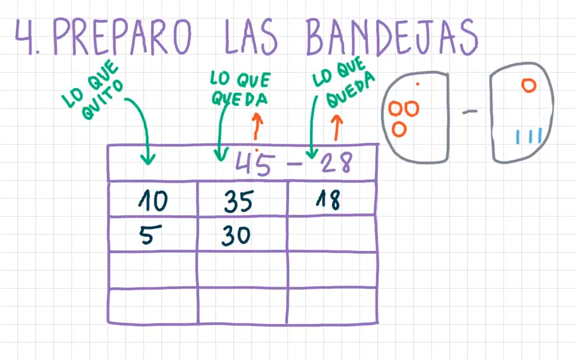 4. PREPARO LAS BANDEJAS
LO QUE QUITO
LO QUE QUEDA
LO QUE QUEDA
45 - 28
10 35 18
5 30